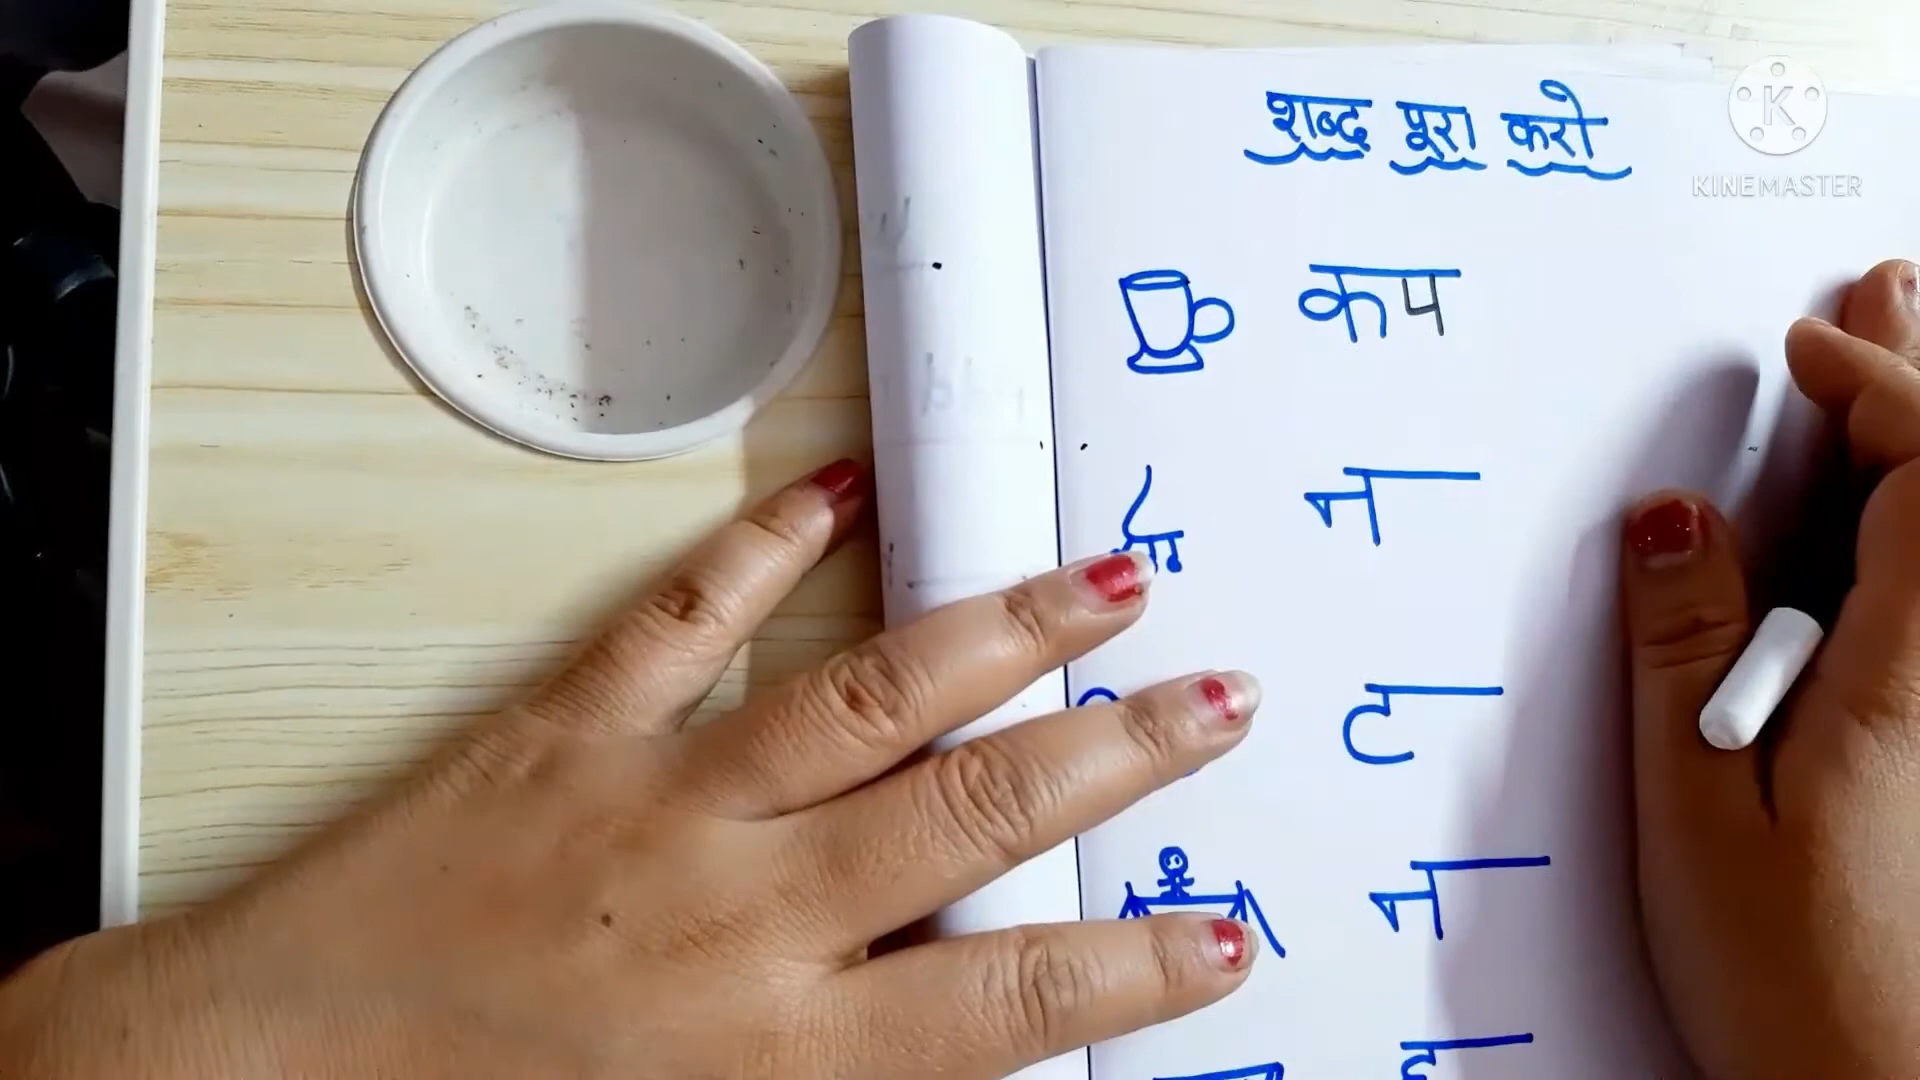 शब्द पूरा करो
KINEMASTER
कप
न
ट
न